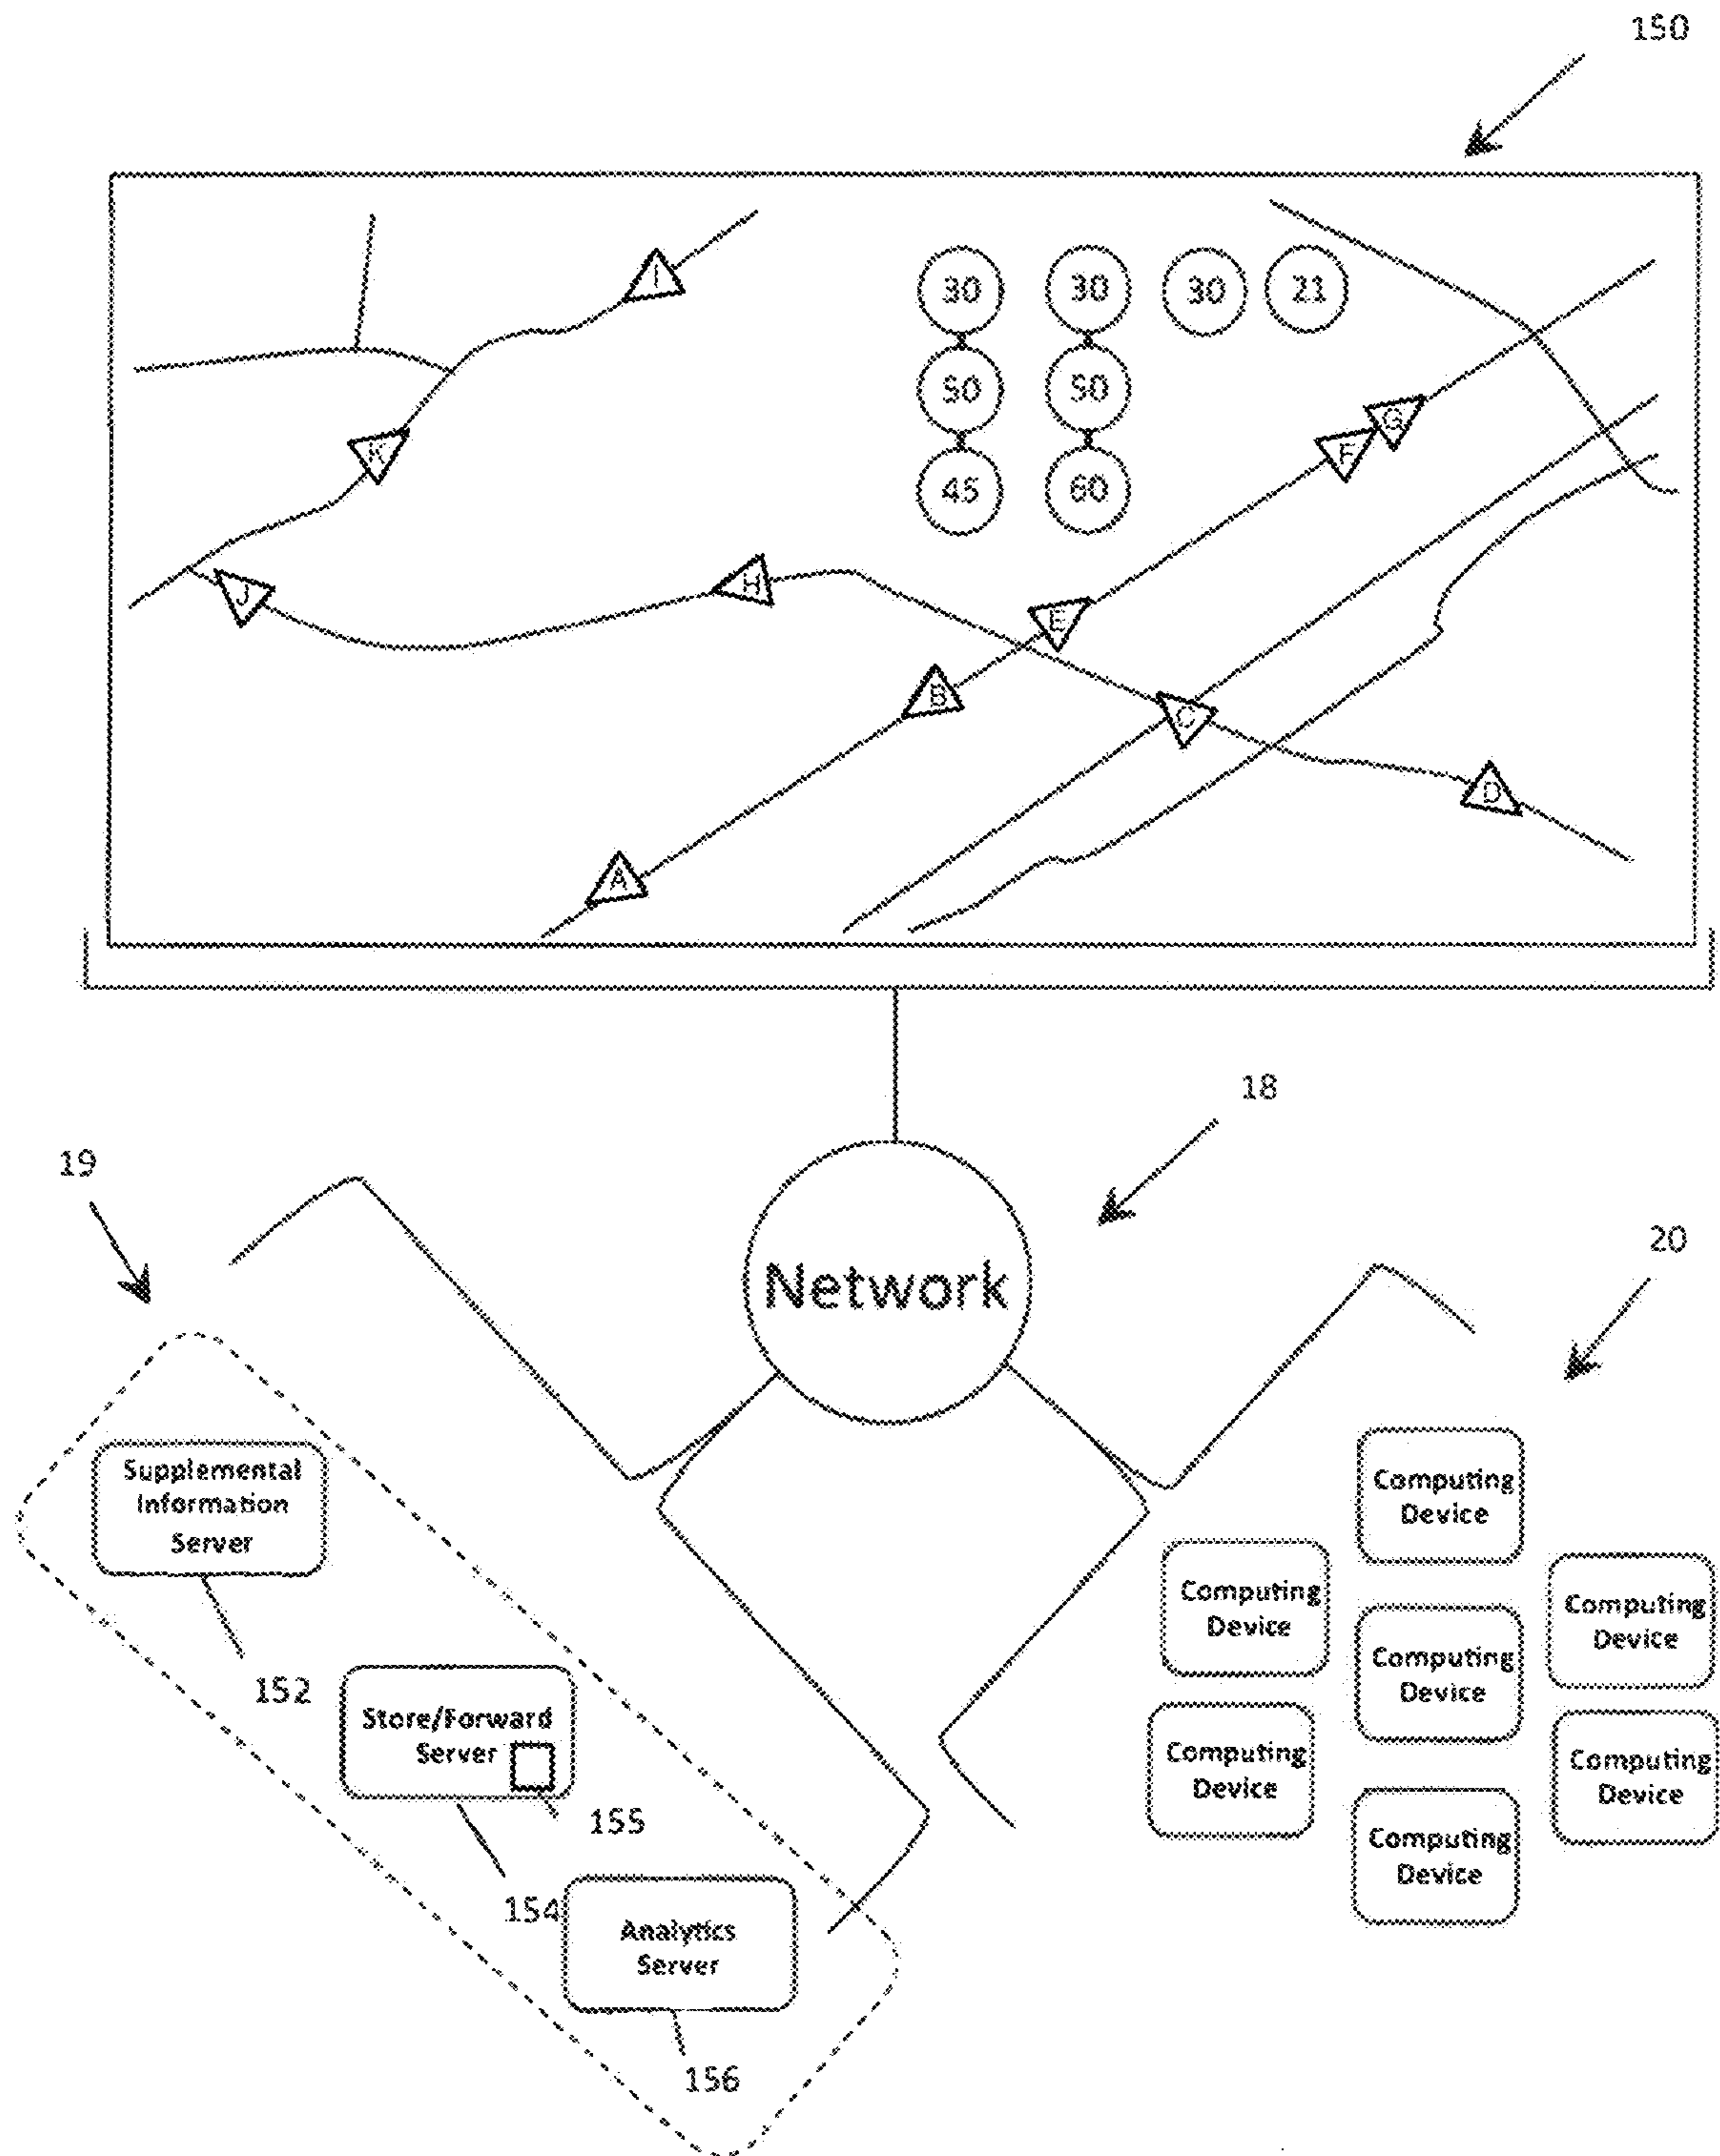 150
I
30
30
30
21
50
50
G
K
F
45
60
H
J
E
B
C
D
A
18
19
20
Network
Supplemental
Information
Server
152
Store/Forward
Server
155
154
Analytics
Server
156
Computing
Device
Computing
Device
Computing
Device
Computing
Device
Computing
Device
Computing
Device
Computing
Device